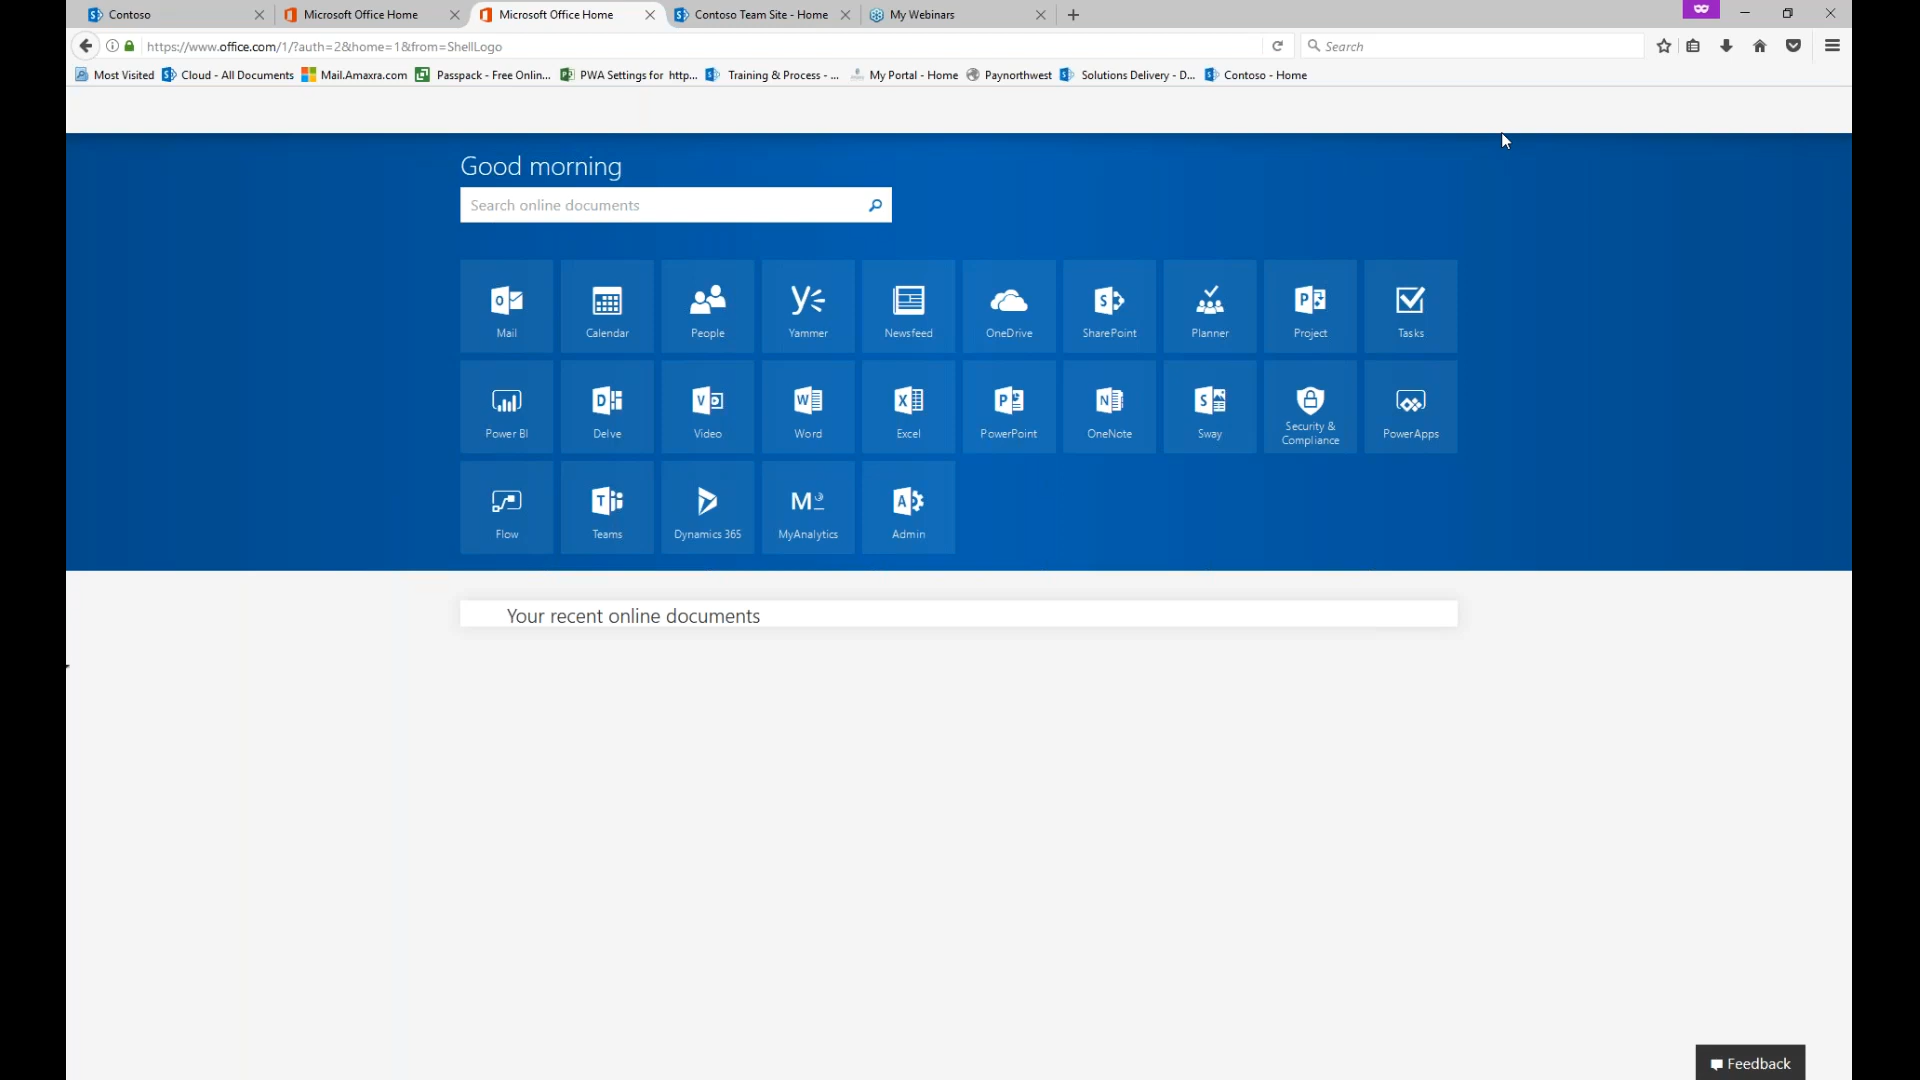 Contoso Microsoft Office Home Microsoft Office Home Contoso Team Site - Home My Webinars
https://www.office.com/1/?auth=2&home=1&from=ShellLogo Search
Most Visited Cloud - All Documents Mail.Amaxra.com Passpack - Free Onlin... PWA Settings for http... Training & Process - ... My Portal - Home Paynorthwest Solutions Delivery - D... Contoso - Home
Good morning
Search online documents
Mail Calendar People Yammer Newsfeed OneDrive SharePoint Planner Project Tasks
Power BI Delve Video Word Excel PowerPoint OneNote Sway Security & Compliance PowerApps
Flow Teams Dynamics 365 MyAnalytics Admin
Your recent online documents
Feedback